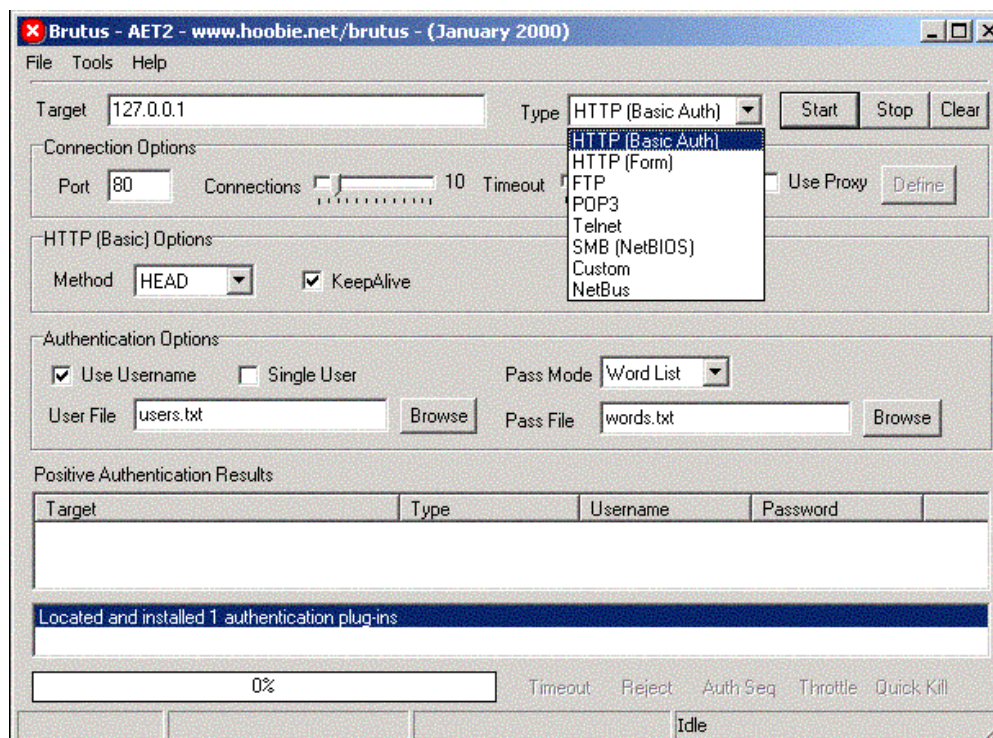 Brutus - AET2 - www.hoobie.net/brutus - (January 2000)
File Tools Help
Target 127.0.0.1 Type HTTP (Basic Auth) Start Stop Clear
HTTP (Basic Auth)
HTTP (Form)
FTP
POP3
Telnet
SMB (NetBIOS)
Custom
NetBus
Connection Options
Port 80 Connections 10 Timeout Use Proxy Define
HTTP (Basic) Options
Method HEAD KeepAlive
Authentication Options
Use Username Single User Pass Mode Word List
User File users.txt Browse Pass File words.txt Browse
Positive Authentication Results
Target Type Username Password
Located and installed 1 authentication plug-ins
0% Timeout Reject Auth Seq Throttle Quick Kill
Idle